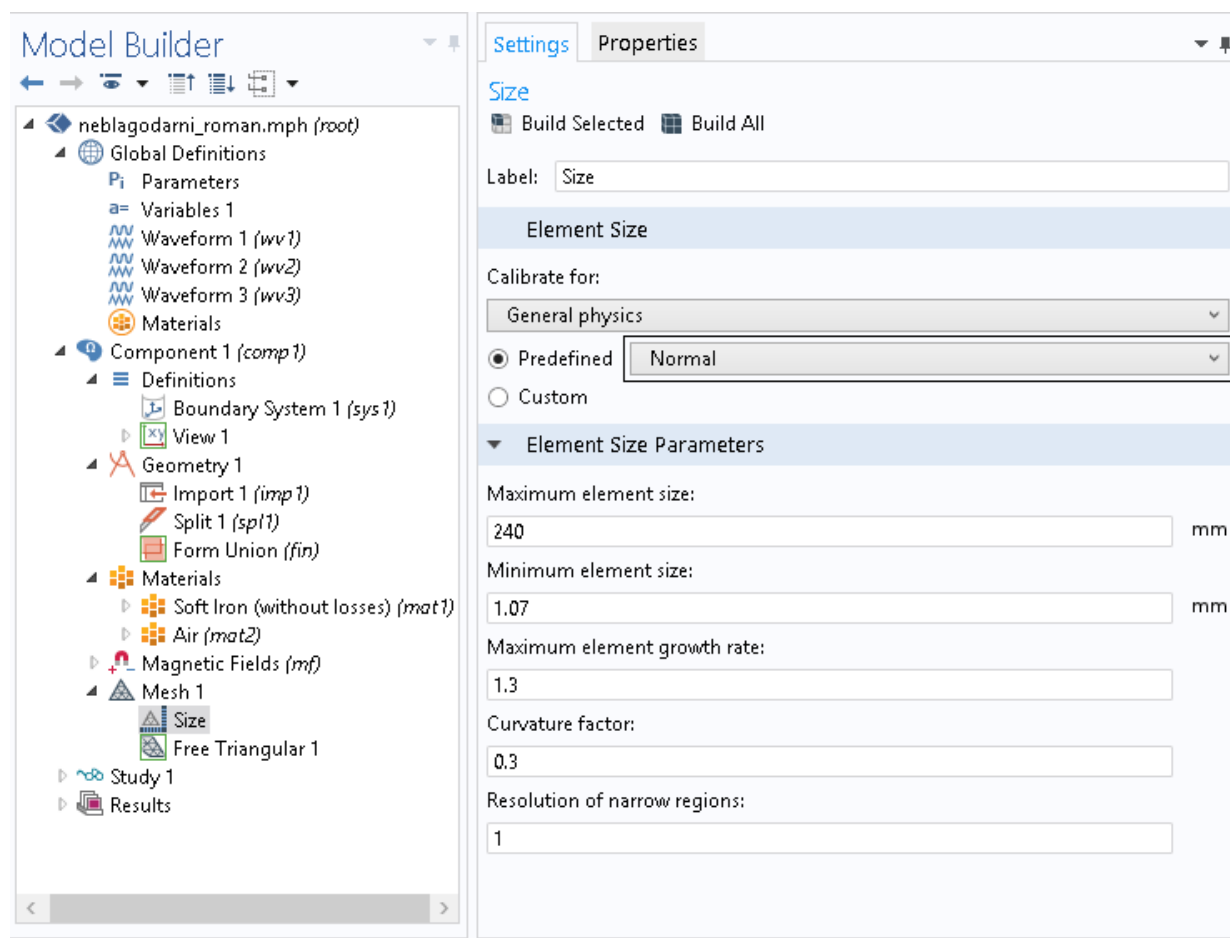 Model Builder
neblagodarni_roman.mph (root)
Global Definitions
Pi Parameters
a= Variables 1
Waveform 1 (wv1)
Waveform 2 (wv2)
Waveform 3 (wv3)
Materials
Component 1 (comp1)
Definitions
Boundary System 1 (sys1)
xy View 1
Geometry 1
Import 1 (imp1)
Split 1 (spl1)
Form Union (fin)
Materials
Soft Iron (without losses) (mat1)
Air (mat2)
Magnetic Fields (mf)
Mesh 1
Size
Free Triangular 1
Study 1
Results
Settings Properties
Size
Build Selected Build All
Label: Size
Element Size
Calibrate for:
General physics
Predefined Normal
Custom
Element Size Parameters
Maximum element size:
240 mm
Minimum element size:
1.07 mm
Maximum element growth rate:
1.3
Curvature factor:
0.3
Resolution of narrow regions:
1